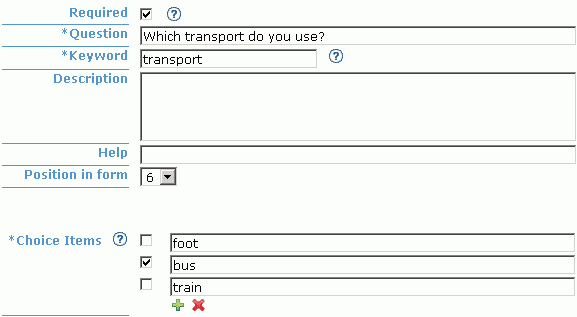 Required ?
*Question Which transport do you use?
*Keyword transport ?
Description
Help
Position in form 6
*Choice Items ? foot
bus
train